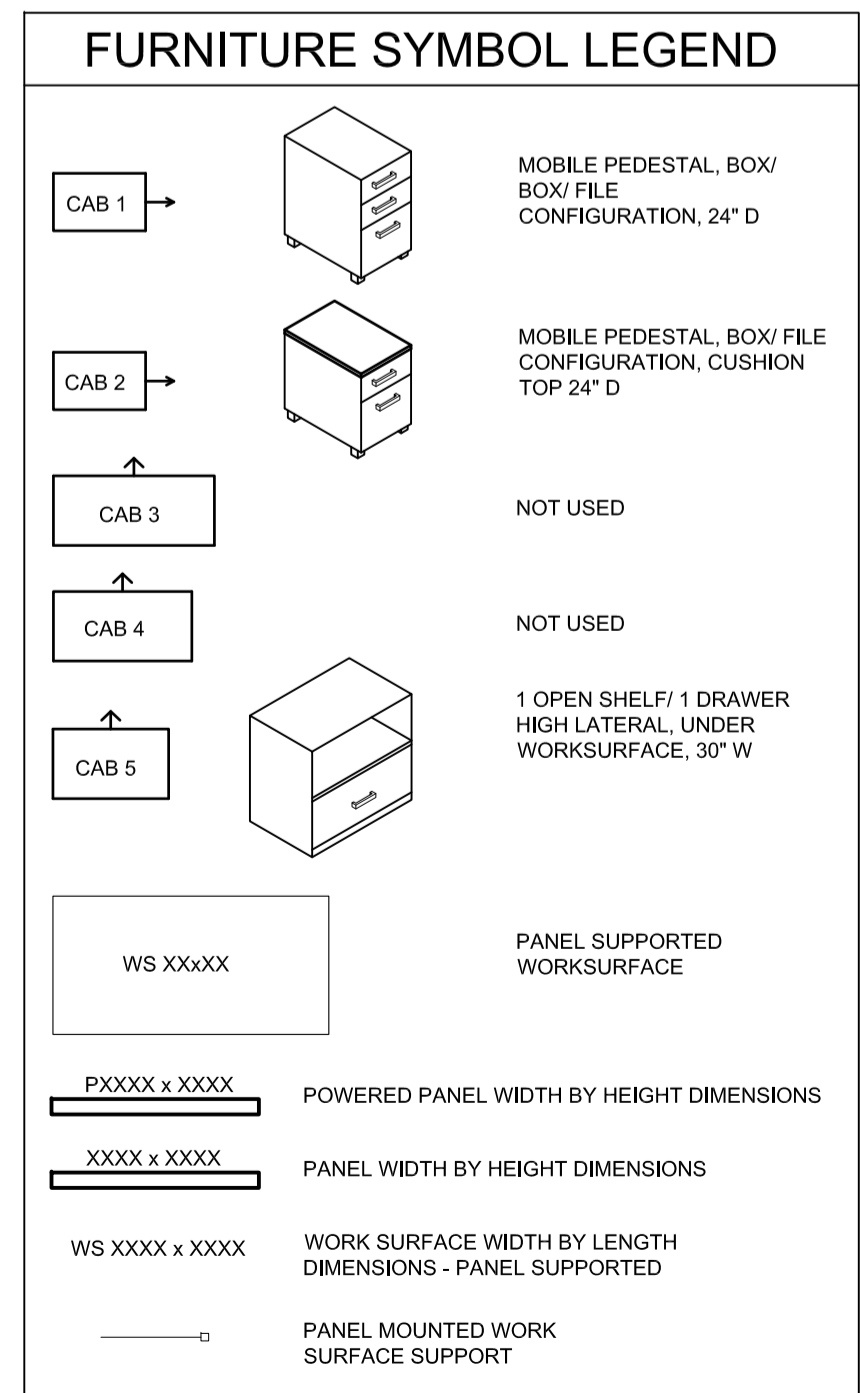 FURNITURE SYMBOL LEGEND
CAB 1
MOBILE PEDESTAL, BOX/
BOX/ FILE
CONFIGURATION, 24" D
CAB 2
MOBILE PEDESTAL, BOX/ FILE
CONFIGURATION, CUSHION
TOP 24" D
CAB 3
NOT USED
CAB 4
NOT USED
CAB 5
1 OPEN SHELF/ 1 DRAWER
HIGH LATERAL, UNDER
WORKSURFACE, 30" W
WS XXxXX
PANEL SUPPORTED
WORKSURFACE
PXXXX x XXXX
POWERED PANEL WIDTH BY HEIGHT DIMENSIONS
XXXX x XXXX
PANEL WIDTH BY HEIGHT DIMENSIONS
WS XXXX x XXXX
WORK SURFACE WIDTH BY LENGTH
DIMENSIONS - PANEL SUPPORTED
PANEL MOUNTED WORK
SURFACE SUPPORT